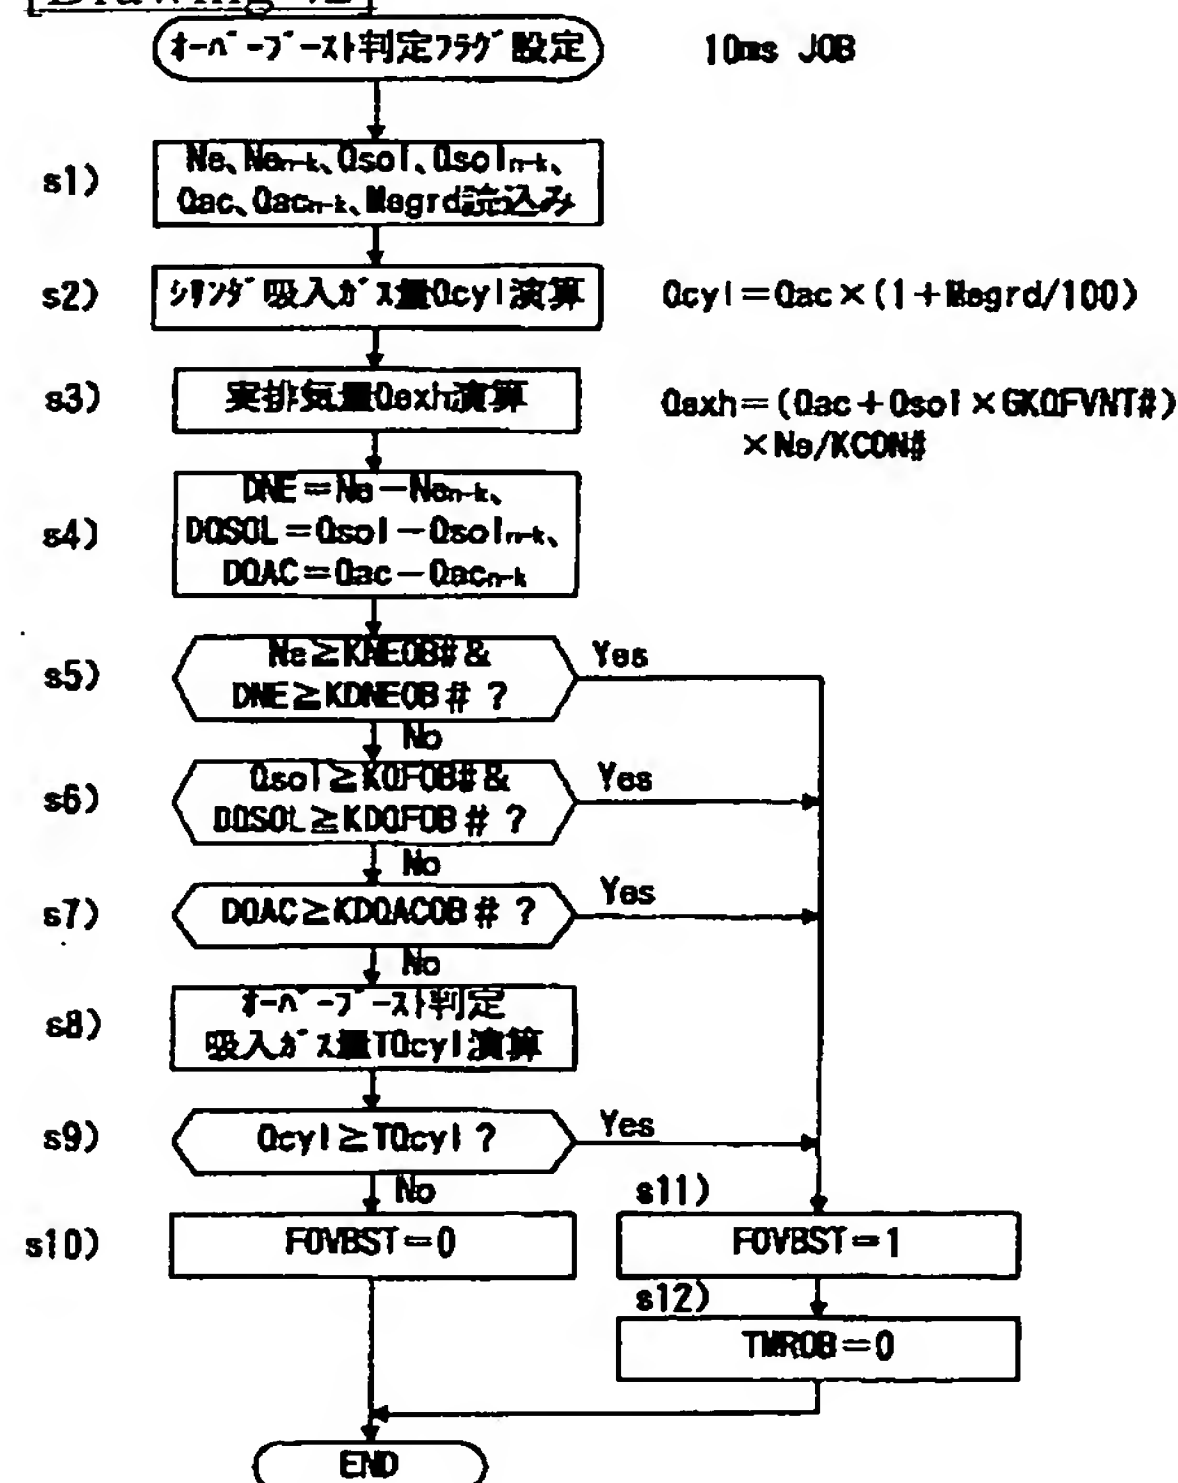 オーバーブースト判定フラグ設定 10ms JOB
s1) Ne、Nen-k、Qsol、Qsoln-k、
Qac、Qacn-k、Megrd読込み
s2) シリンダ吸入ガス量Qcyl演算 Qcyl=Qac×(1+Megrd/100)
s3) 実排気量Qexh演算 Qexh=(Qac+Qsol×GKQFVNT#)
×Ne/KCON#
DNE=Ne-Nen-k、
s4) DQSOL=Qsol-Qsoln-k、
DQAC=Qac-Qacn-k
s5) Ne≧KNEOB#& Yes
DNE≧KDNEOB# ?
No
s6) Qsol≧KQFOB#& Yes
DQSOL≧KDQFOB# ?
No
s7) DQAC≧KDQACOB# ? Yes
No
s8) オーバーブースト判定
吸入ガス量TQcyl演算
s9) Qcyl≧TQcyl ? Yes
No
s11)
s10) FOVBST=0 FOVBST=1
s12)
TMROB=0
END